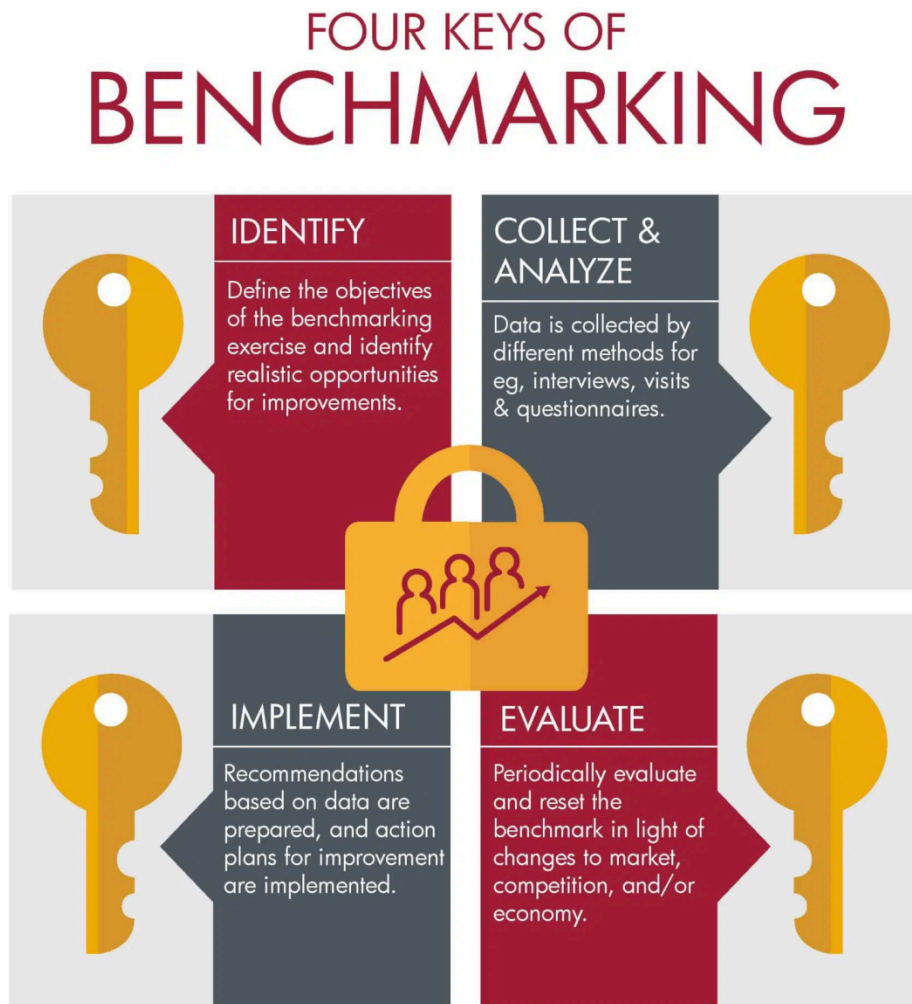 FOUR KEYS OF
BENCHMARKING
IDENTIFY
Define the objectives
of the benchmarking
exercise and identify
realistic opportunities
for improvements.
COLLECT &
ANALYZE
Data is collected by
different methods for
eg, interviews, visits
& questionnaires.
IMPLEMENT
Recommendations
based on data are
prepared, and action
plans for improvement
are implemented.
EVALUATE
Periodically evaluate
and reset the
benchmark in light of
changes to market,
competition, and/or
economy.